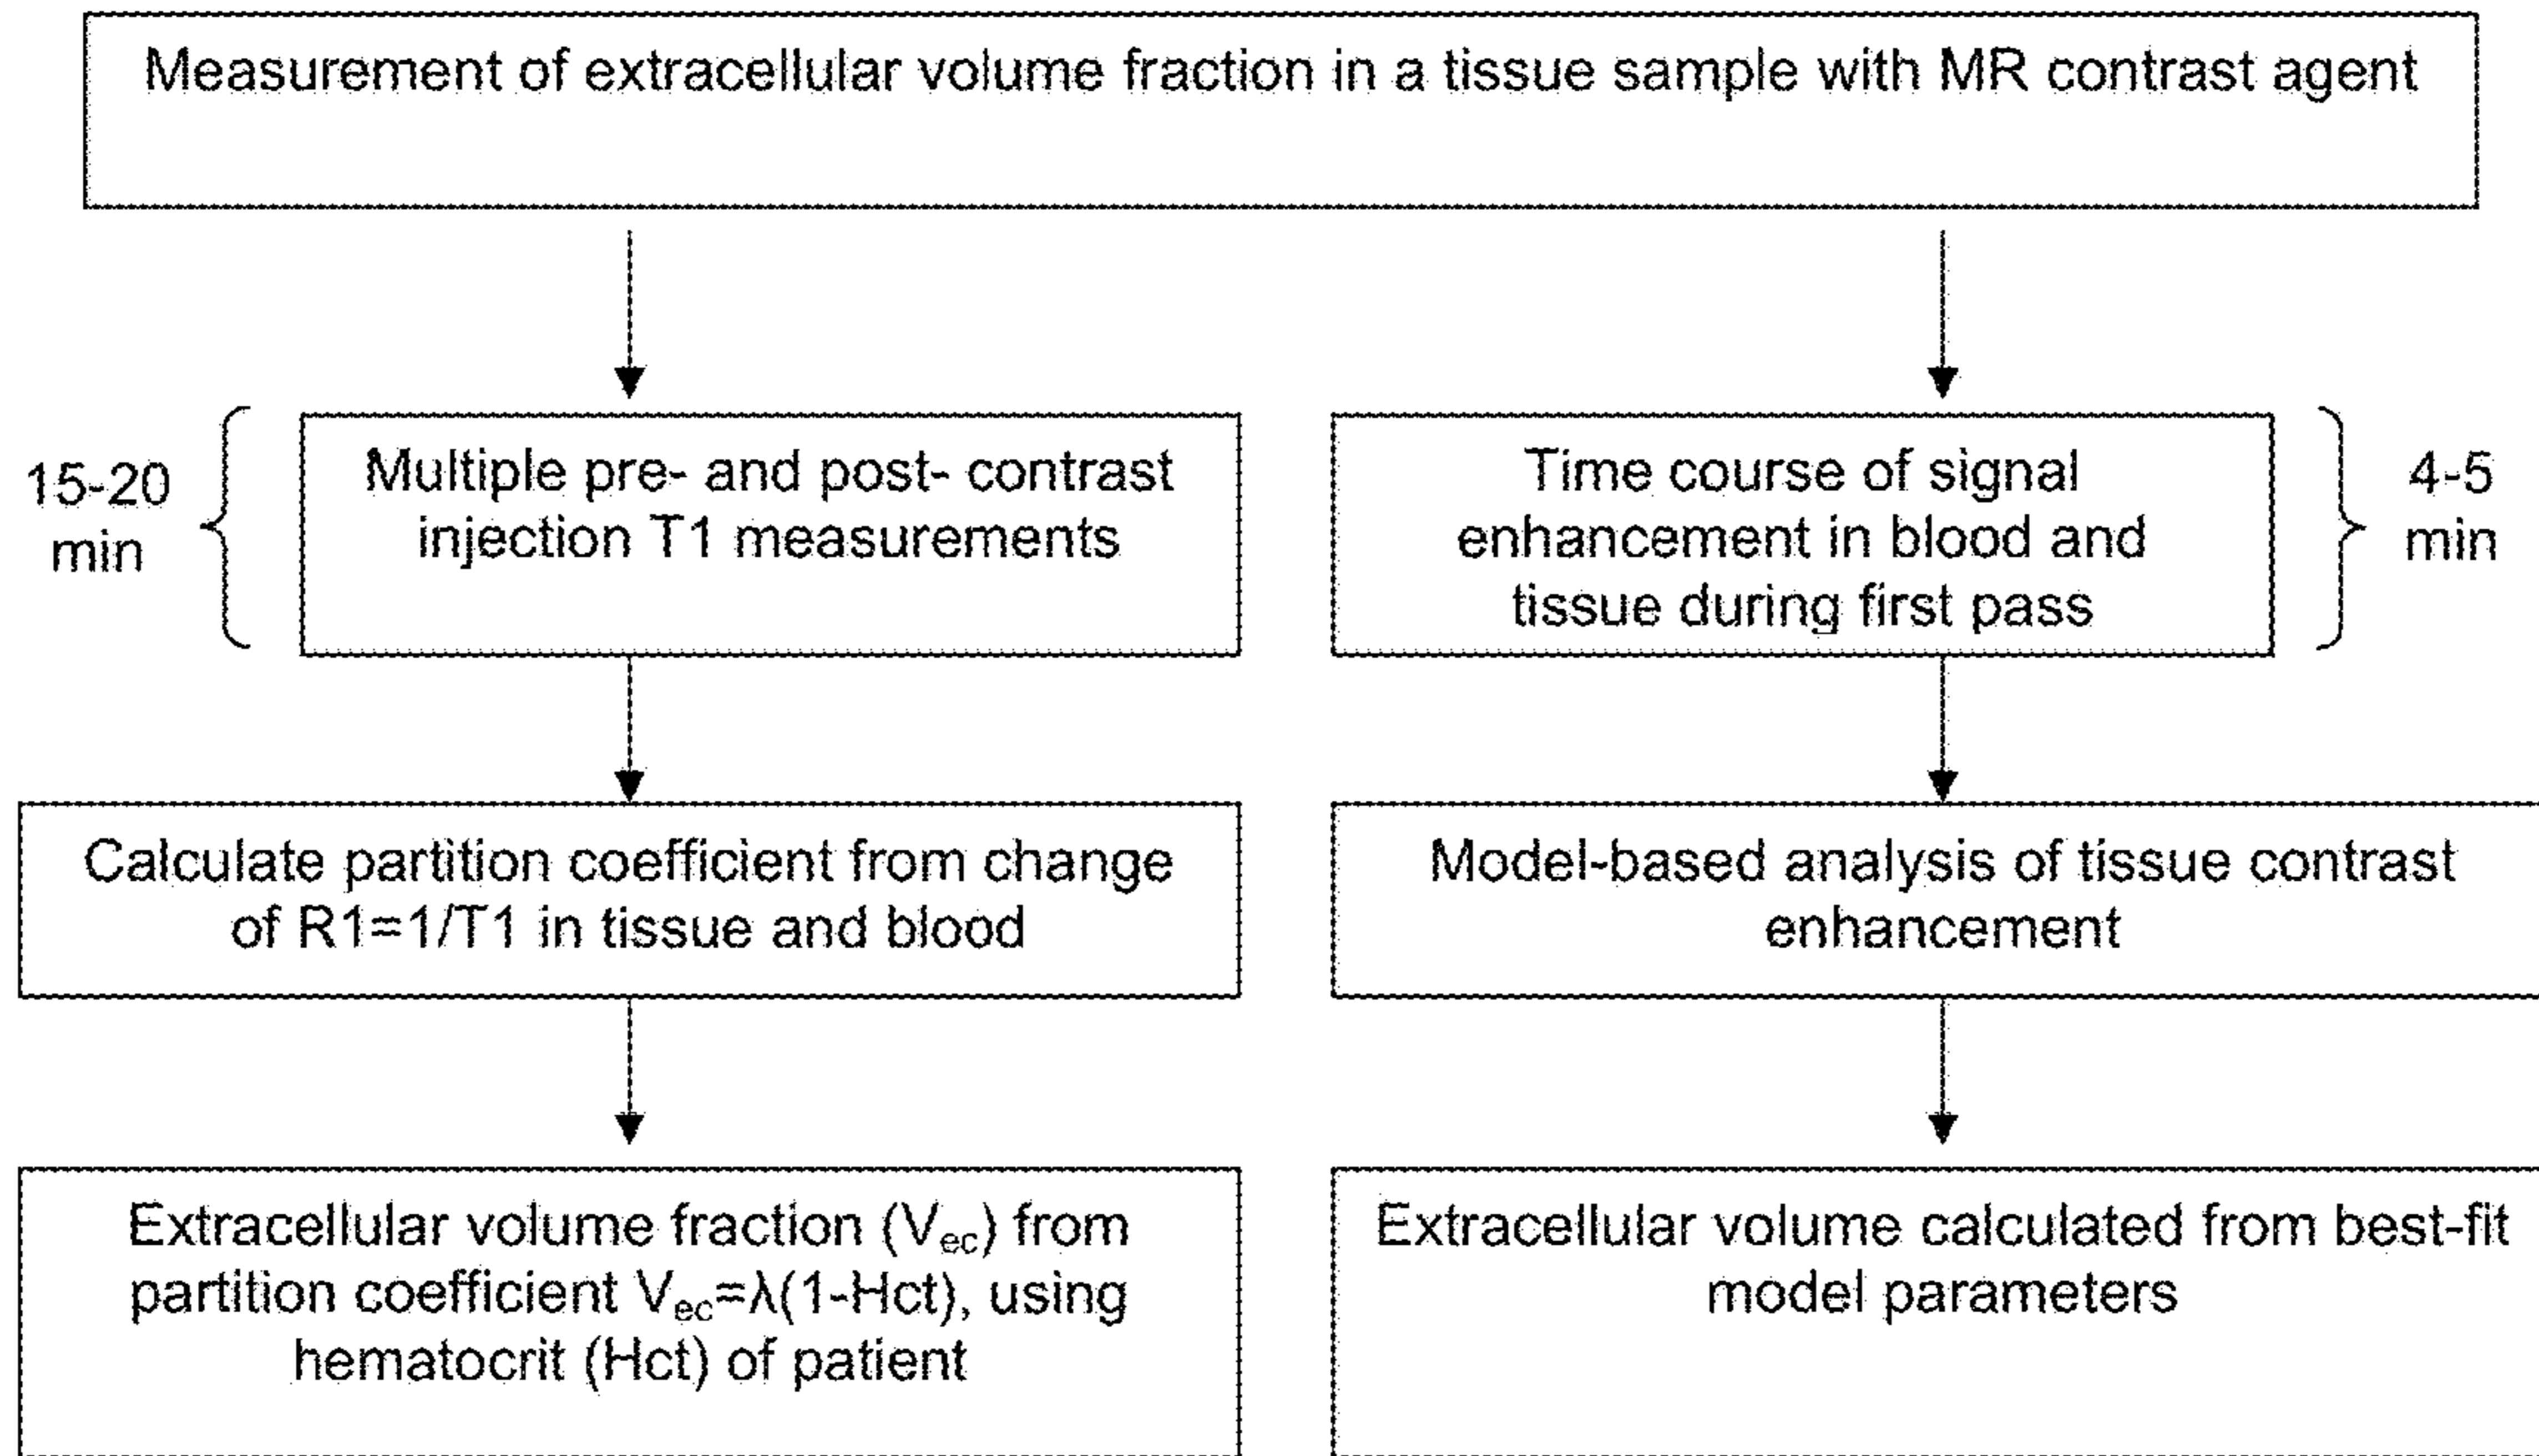 Measurement of extracellular volume fraction in a tissue sample with MR contrast agent
15-20
min
Multiple pre- and post- contrast
injection T1 measurements
Time course of signal
enhancement in blood and
tissue during first pass
4-5
min
Calculate partition coefficient from change
of R1=1/T1 in tissue and blood
Model-based analysis of tissue contrast
enhancement
Extracellular volume fraction (Vec) from
partition coefficient Vec=λ(1-Hct), using
hematocrit (Hct) of patient
Extracellular volume calculated from best-fit
model parameters